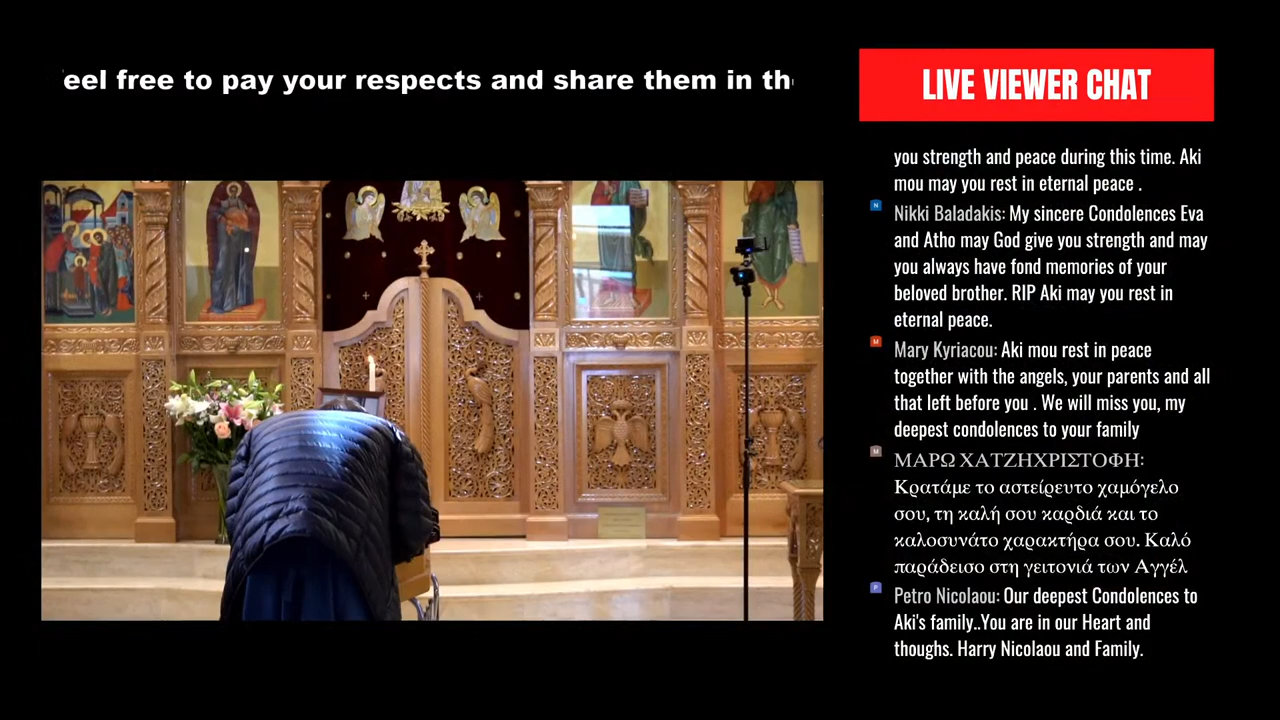 eel free to pay your respects and share them in th
LIVE VIEWER CHAT
you strength and peace during this time. Aki
mou may you rest in eternal peace .
N
Nikki Baladakis: My sincere Condolences Eva
and Atho may God give you strength and may
you always have fond memories of your
beloved brother. RIP Aki may you rest in
eternal peace.
M
Mary Kyriacou: Aki mou rest in peace
together with the angels, your parents and all
that left before you . We will miss you, my
deepest condolences to your family
M
ΜΑΡΩ ΧΑΤΖΗΧΡΙΣΤΟΦΗ:
Κρατάμε το αστείρευτο χαμόγελο
σου, τη καλή σου καρδιά και το
καλοσυνάτο χαρακτήρα σου. Καλό
παράδεισο στη γειτονιά των Αγγέλ
P
Petro Nicolaou: Our deepest Condolences to
Aki's family..You are in our Heart and
thoughs. Harry Nicolaou and Family.